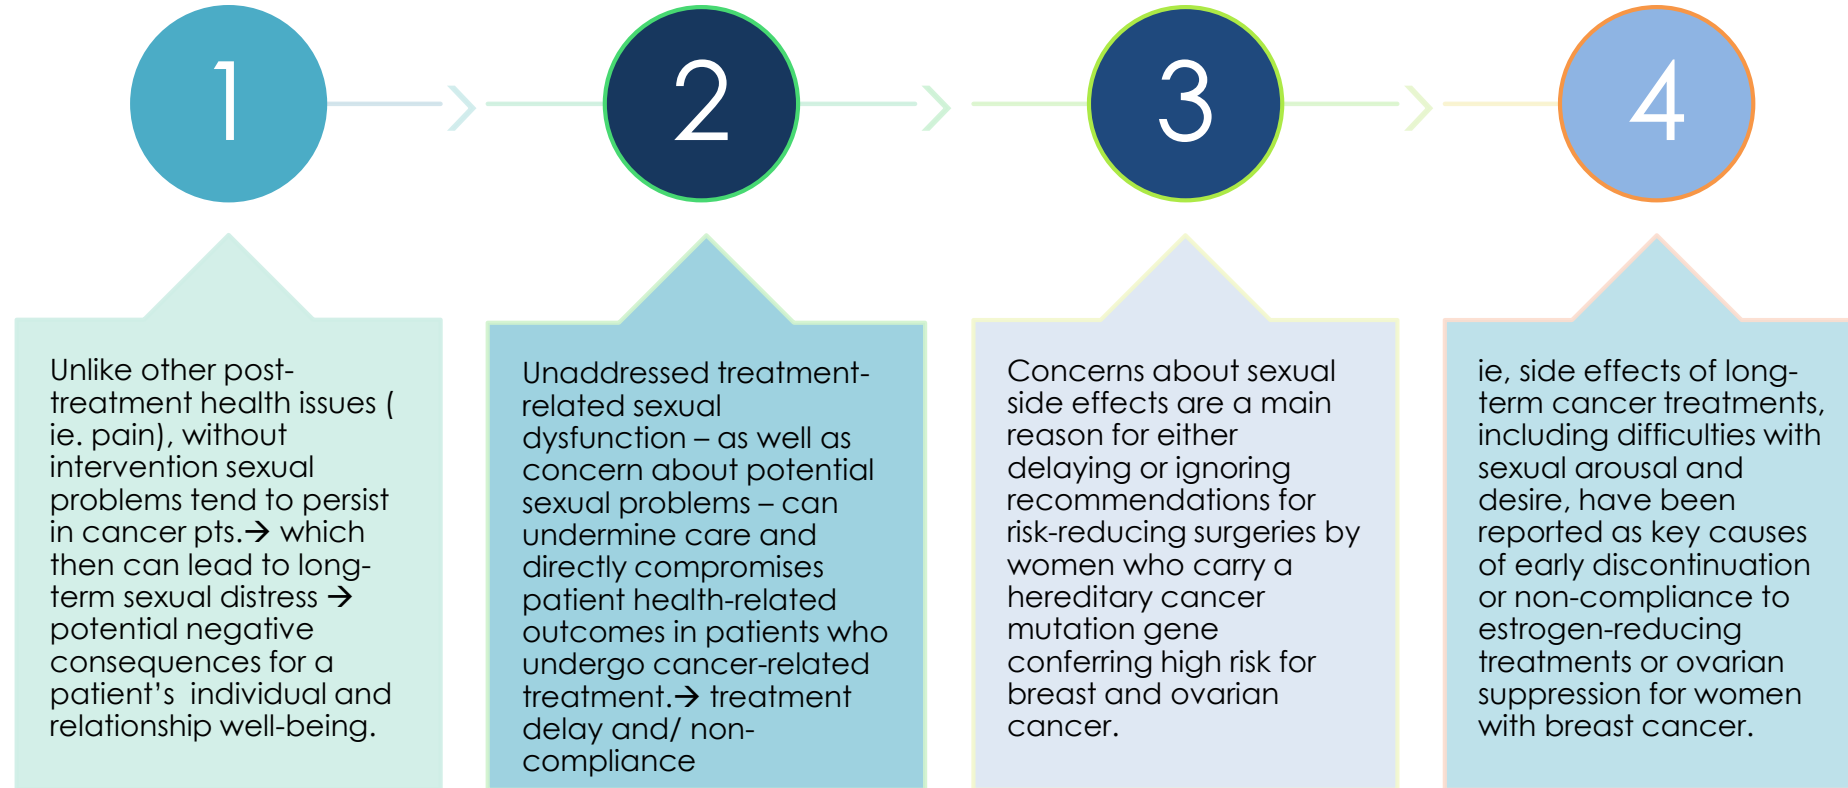 1
2
3
4
Unlike other post-
treatment health issues (
ie. pain), without
intervention sexual
problems tend to persist
in cancer pts.→ which
then can lead to long-
term sexual distress →
potential negative
consequences for a
patient’s  individual and
relationship well-being.
Unaddressed treatment-
related sexual
dysfunction – as well as
concern about potential
sexual problems – can
undermine care and
directly compromises
patient health-related
outcomes in patients who
undergo cancer-related
treatment.→ treatment
delay and/ non-
compliance
Concerns about sexual
side effects are a main
reason for either
delaying or ignoring
recommendations for
risk-reducing surgeries by
women who carry a
hereditary cancer
mutation gene
conferring high risk for
breast and ovarian
cancer.
ie, side effects of long-
term cancer treatments,
including difficulties with
sexual arousal and
desire, have been
reported as key causes
of early discontinuation
or non-compliance to
estrogen-reducing
treatments or ovarian
suppression for women
with breast cancer.